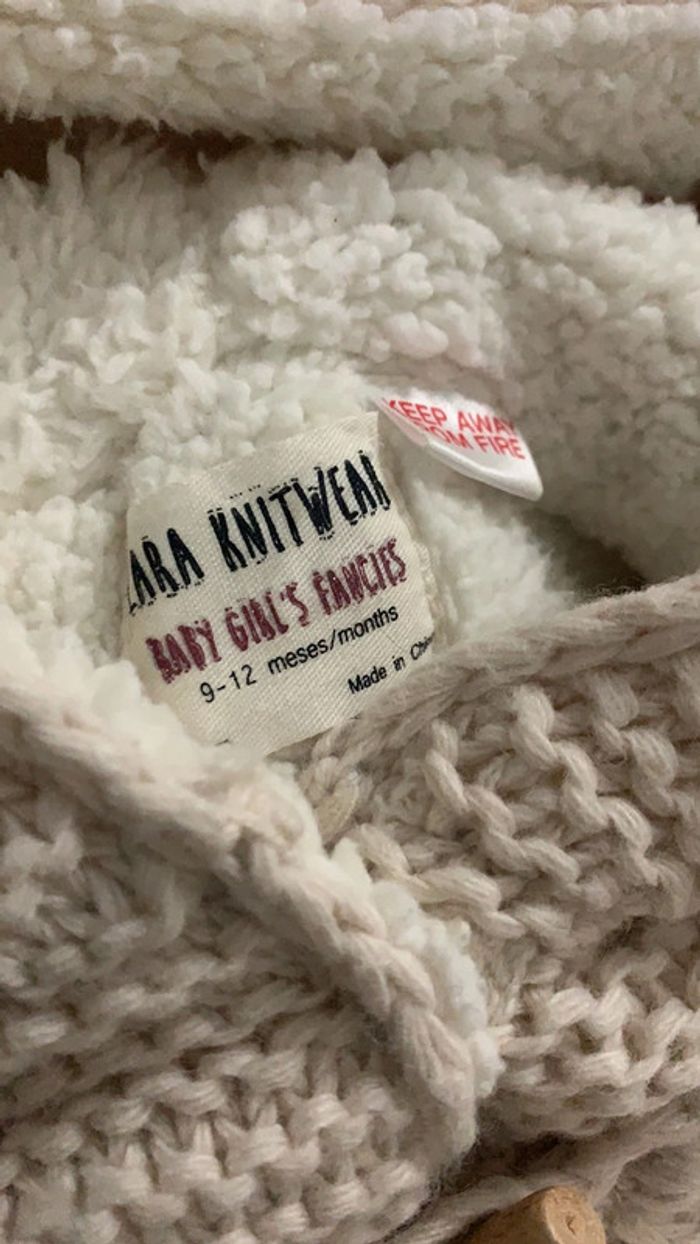 ARA KNITWEAR
BABY GIRL'S FANCIES
9-12 meses/months
Made in
KEEP AWAY
FIRE